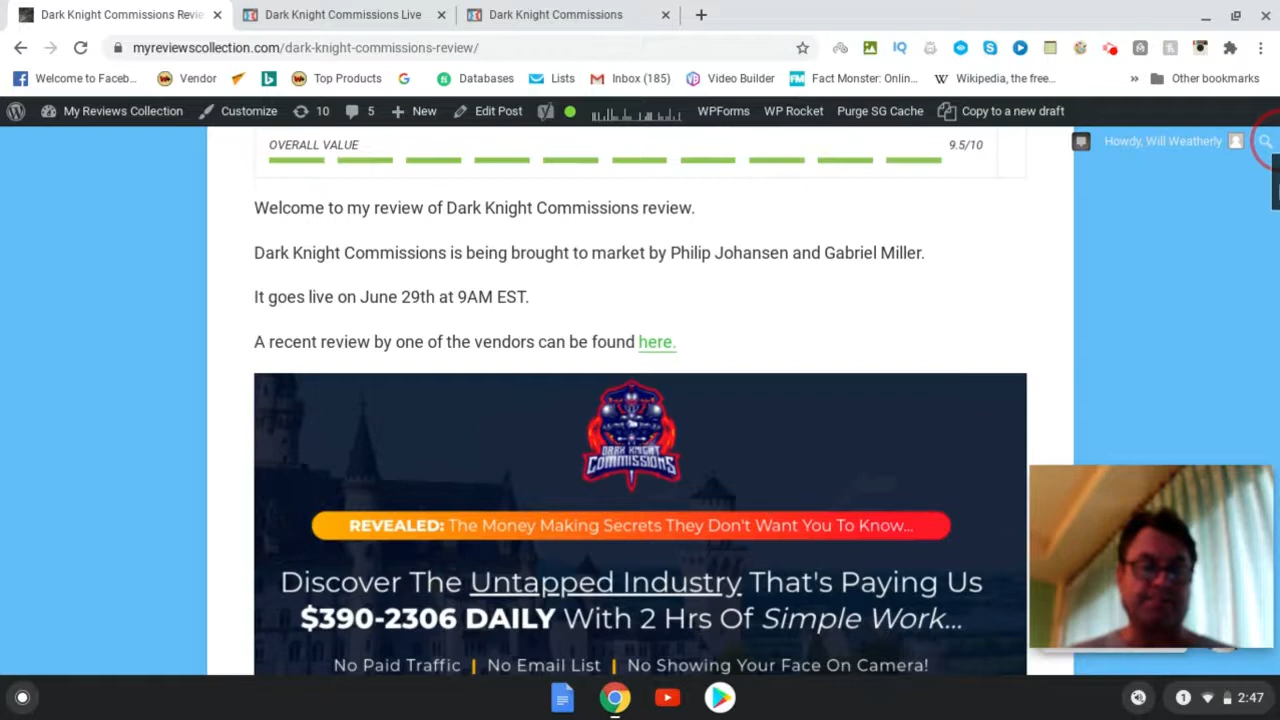 Dark Knight Commissions Revie
Dark Knight Commissions Live
Dark Knight Commissions
myreviewscollection.com/dark-knight-commissions-review/
Welcome to Faceb...
Vendor
Top Products
Databases
Lists
Inbox (185)
Video Builder
Fact Monster: Onlin...
Wikipedia, the free...
»
Other bookmarks
My Reviews Collection
Customize
10
5
New
Edit Post
WPForms
WP Rocket
Purge SG Cache
Copy to a new draft
Howdy, Will Weatherly
OVERALL VALUE
9.5/10
Welcome to my review of Dark Knight Commissions review.
Dark Knight Commissions is being brought to market by Philip Johansen and Gabriel Miller.
It goes live on June 29th at 9AM EST.
A recent review by one of the vendors can be found here.
DARK KNIGHT
COMMISSIONS
REVEALED: The Money Making Secrets They Don't Want You To Know...
Discover The Untapped Industry That's Paying Us
$390-2306 DAILY With 2 Hrs Of Simple Work...
No Paid Traffic | No Email List | No Showing Your Face On Camera!
1
2:47